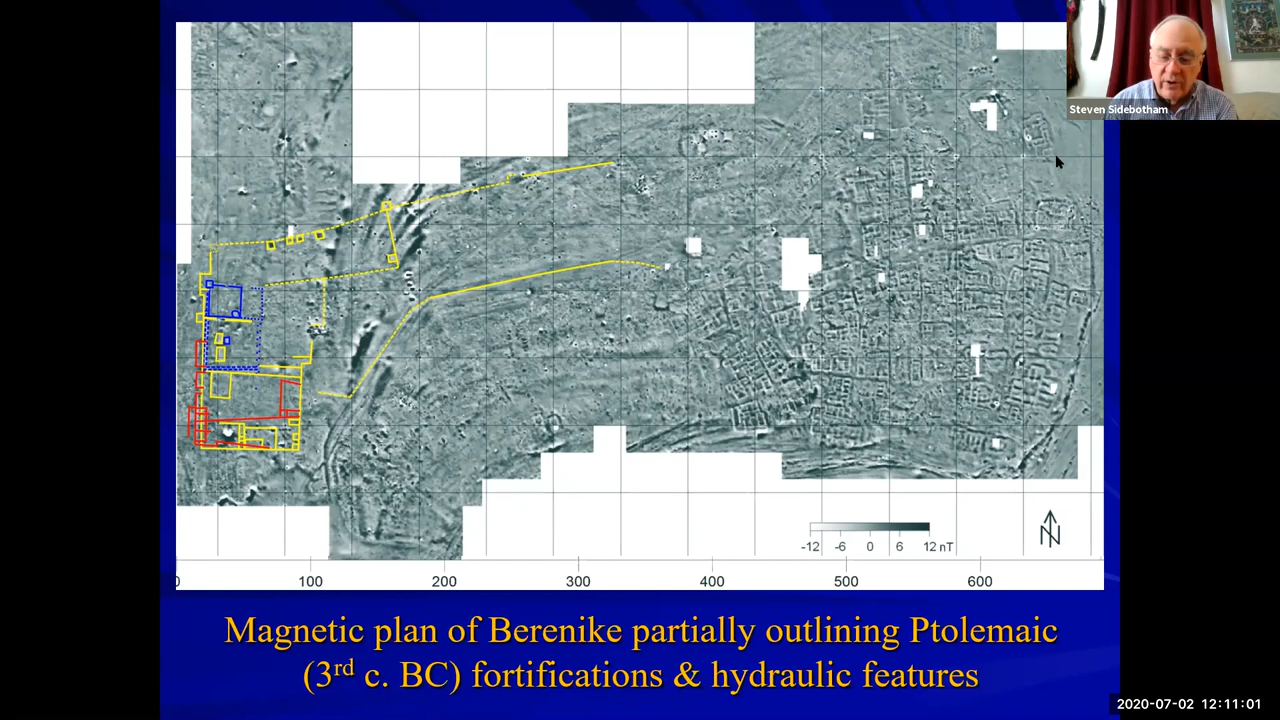 Steven Sidebotham
N
-12 -6 0 6 12 nT
0 100 200 300 400 500 600
Magnetic plan of Berenike partially outlining Ptolemaic
(3rd c. BC) fortifications & hydraulic features
2020-07-02 12:11:01